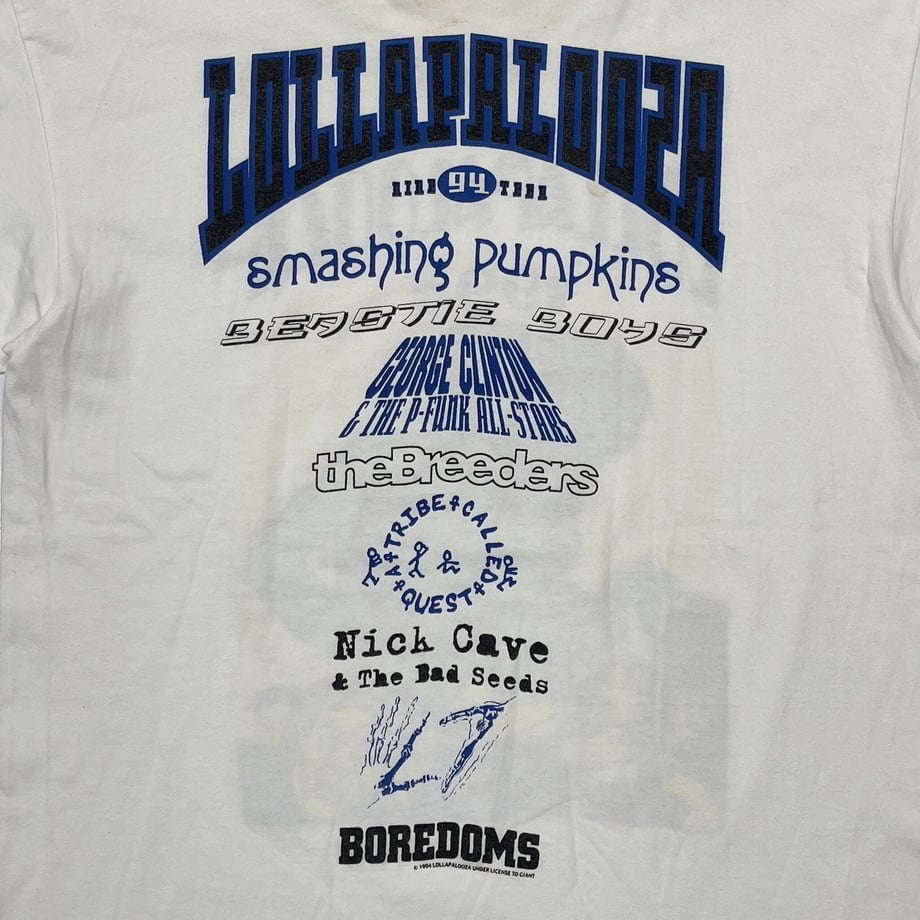 LOLLAPALOOZA
94 TOUR
smashing pumpkins
BEASTIE BOYS
GEORGE CLINTON
& THE P-FUNK ALL-STARS
theBreeders
A TRIBE CALLED QUEST
Nick Cave
& The Bad Seeds
L7
BOREDOMS
© 1994 LOLLAPALOOZA UNDER LICENSE TO GIANT